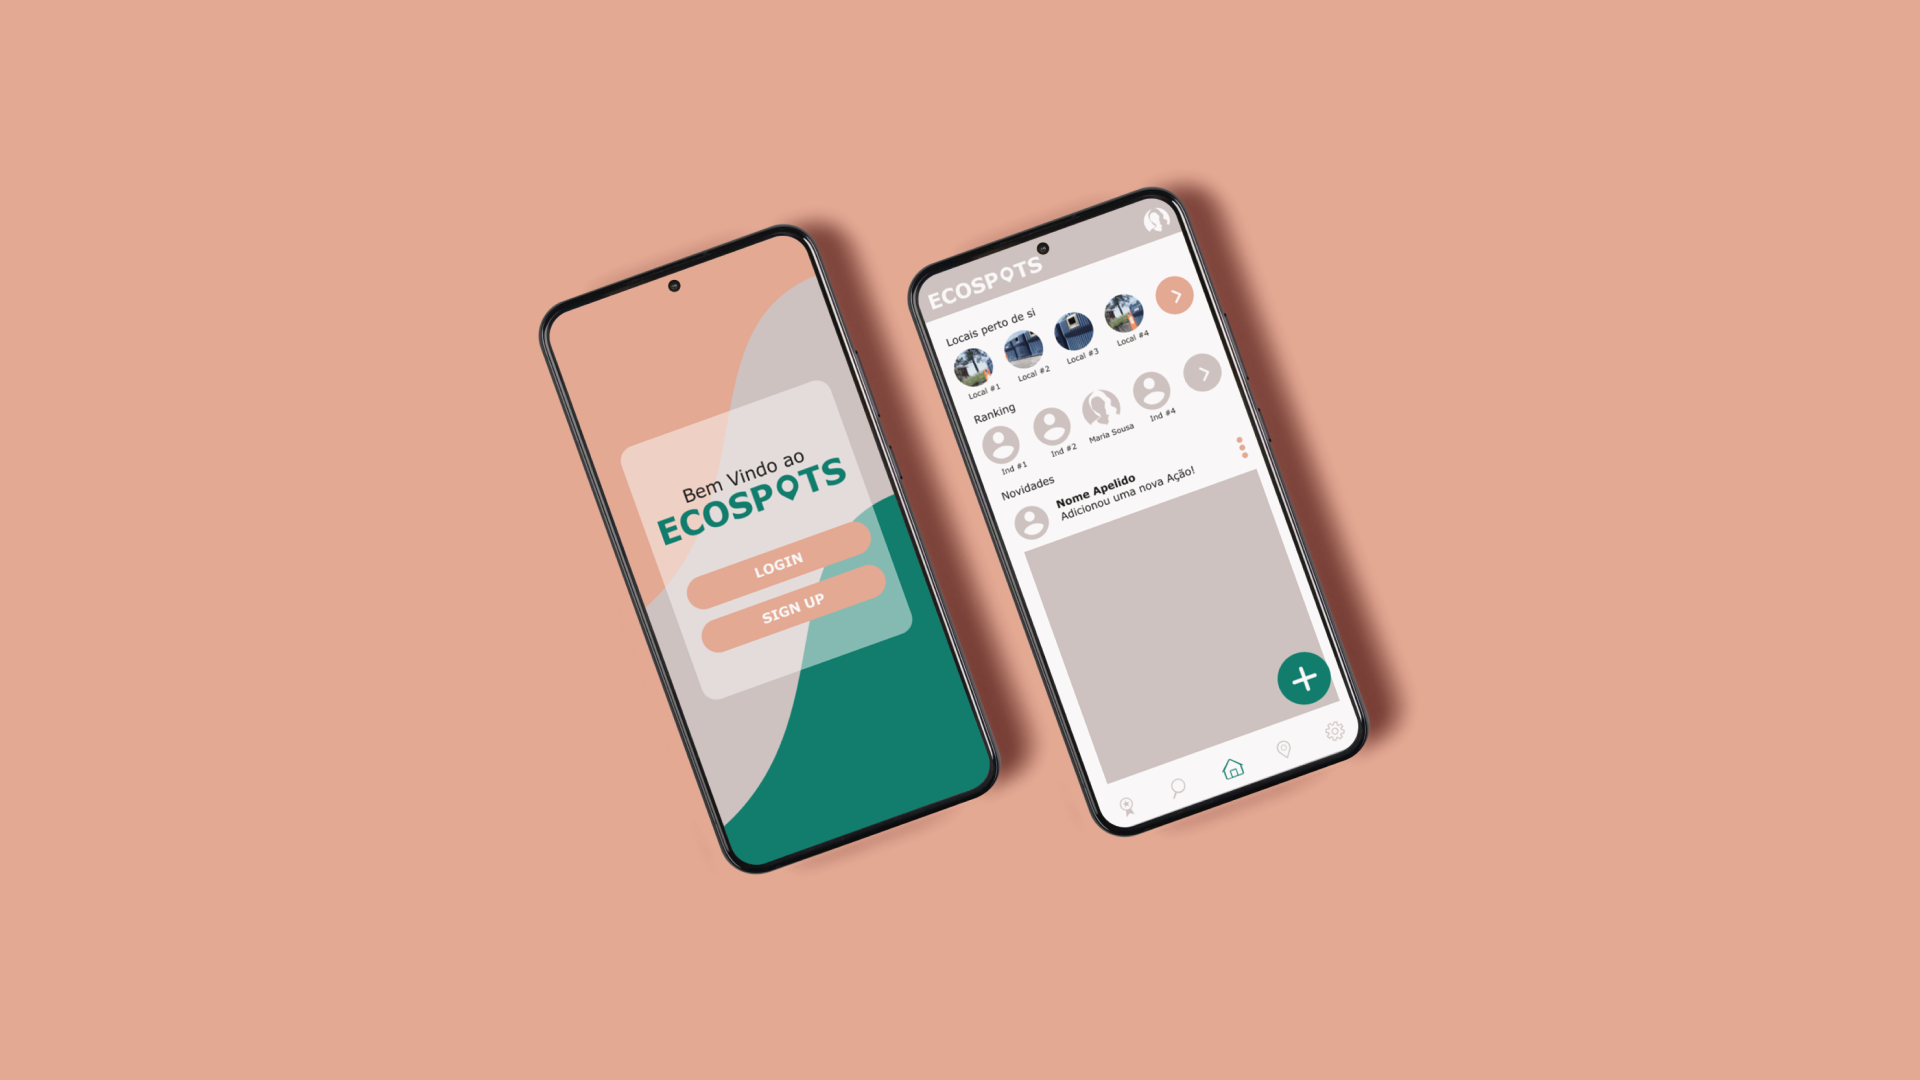 Bem Vindo ao
ECOSPOTS
LOGIN
SIGN UP
ECOSPOTS
Locais perto de si
Local #1
Local #2
Local #3
Local #4
Ranking
Ind #1
Ind #2
Maria Sousa
Ind #4
Novidades
Nome Apelido
Adicionou uma nova Ação!